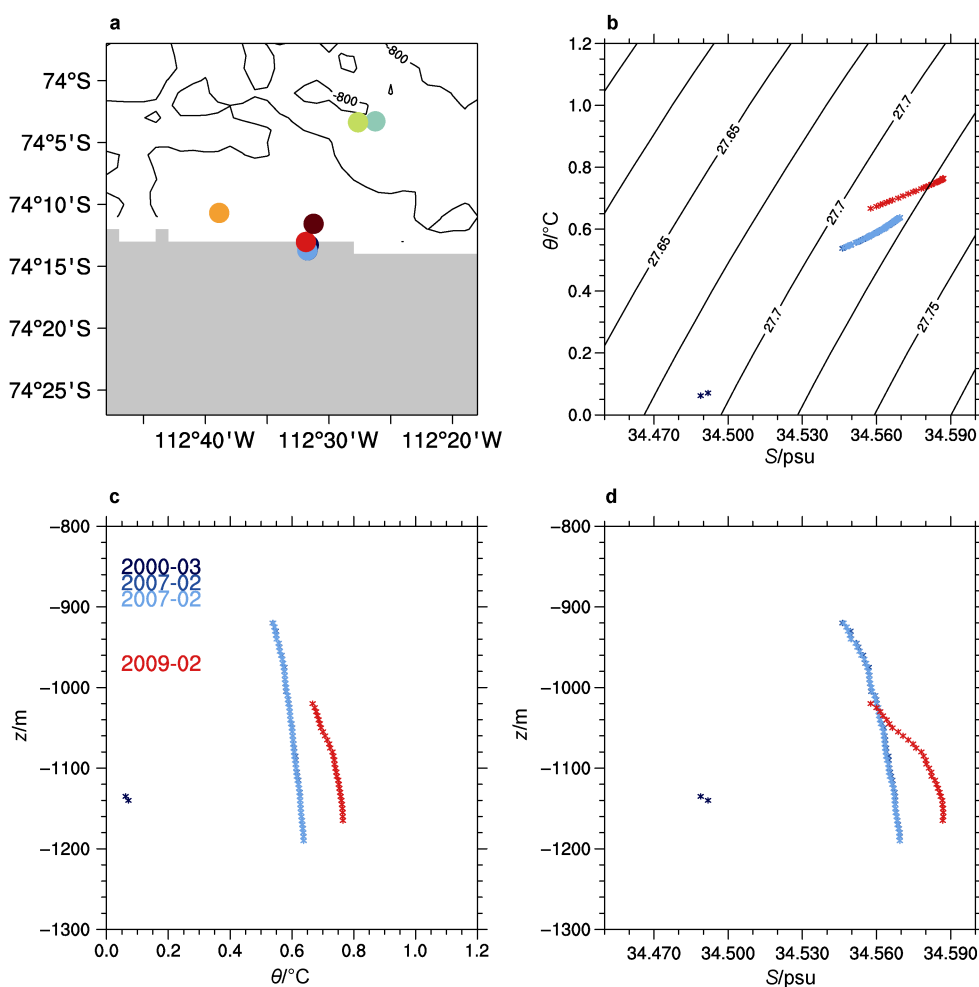 a
74°S
74°5'S
74°10'S
74°15'S
74°20'S
74°25'S
112°40'W
112°30'W
112°20'W
-800
-800
b
1.2
1.0
0.8
0.6
0.4
0.2
0.0
θ/°C
27.65
27.7
27.65
27.7
27.7
27.75
34.470
34.500
34.530
34.560
34.590
S/psu
c
−800
−900
−1000
−1100
−1200
−1300
z/m
2000-03
2007-02
2007-02
2009-02
0.0
0.2
0.4
0.6
0.8
1.0
1.2
θ/°C
d
−800
−900
−1000
−1100
−1200
−1300
z/m
34.470
34.500
34.530
34.560
34.590
S/psu